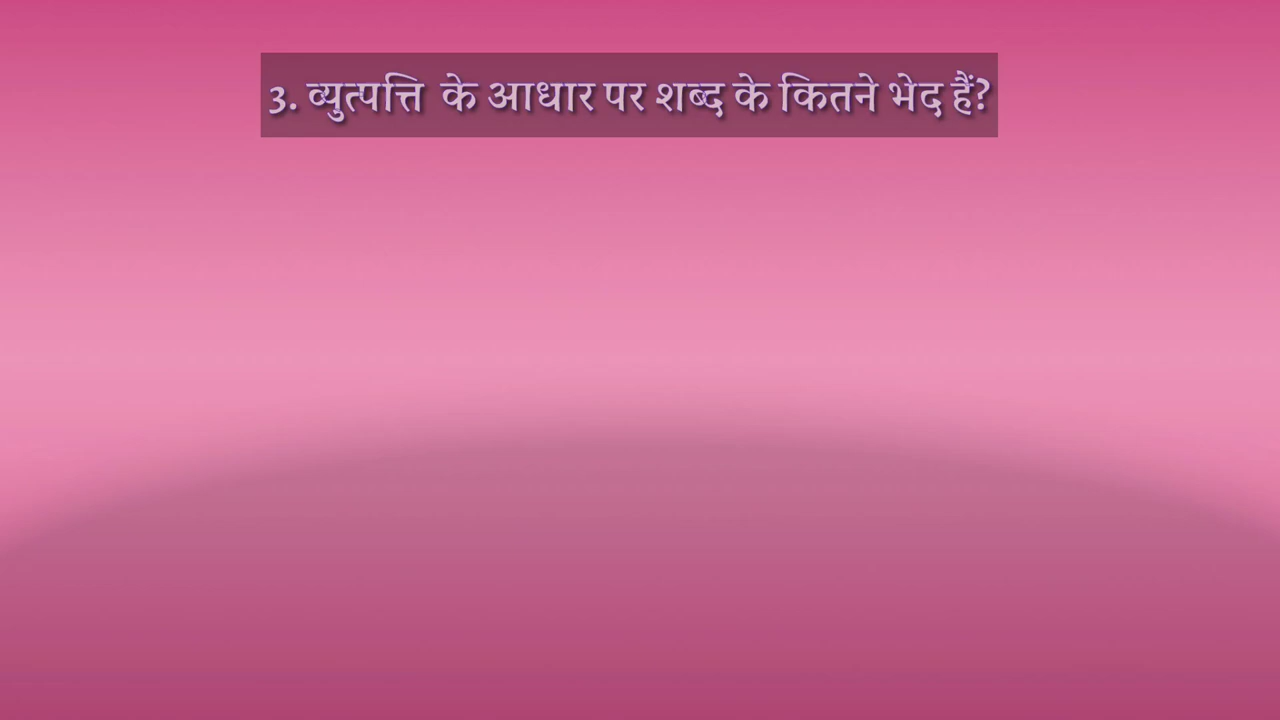 3. व्युत्पत्ति के आधार पर शब्द के कितने भेद हैं?